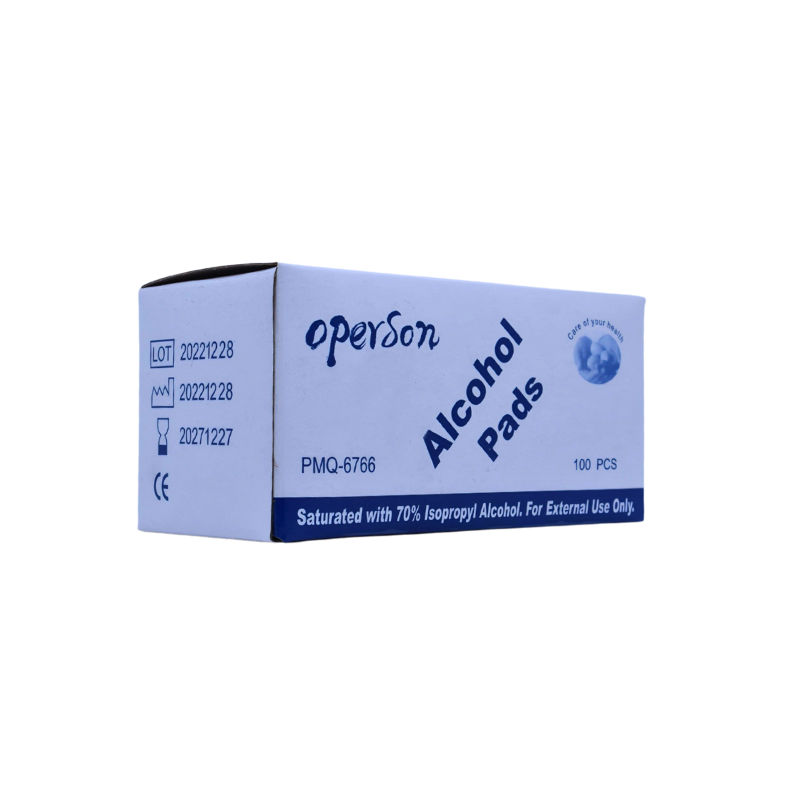 LOT 20221228
20221228
20271227
CE
operson
Care of your health
Alcohol
Pads
PMQ-6766
100 PCS
Saturated with 70% Isopropyl Alcohol. For External Use Only.